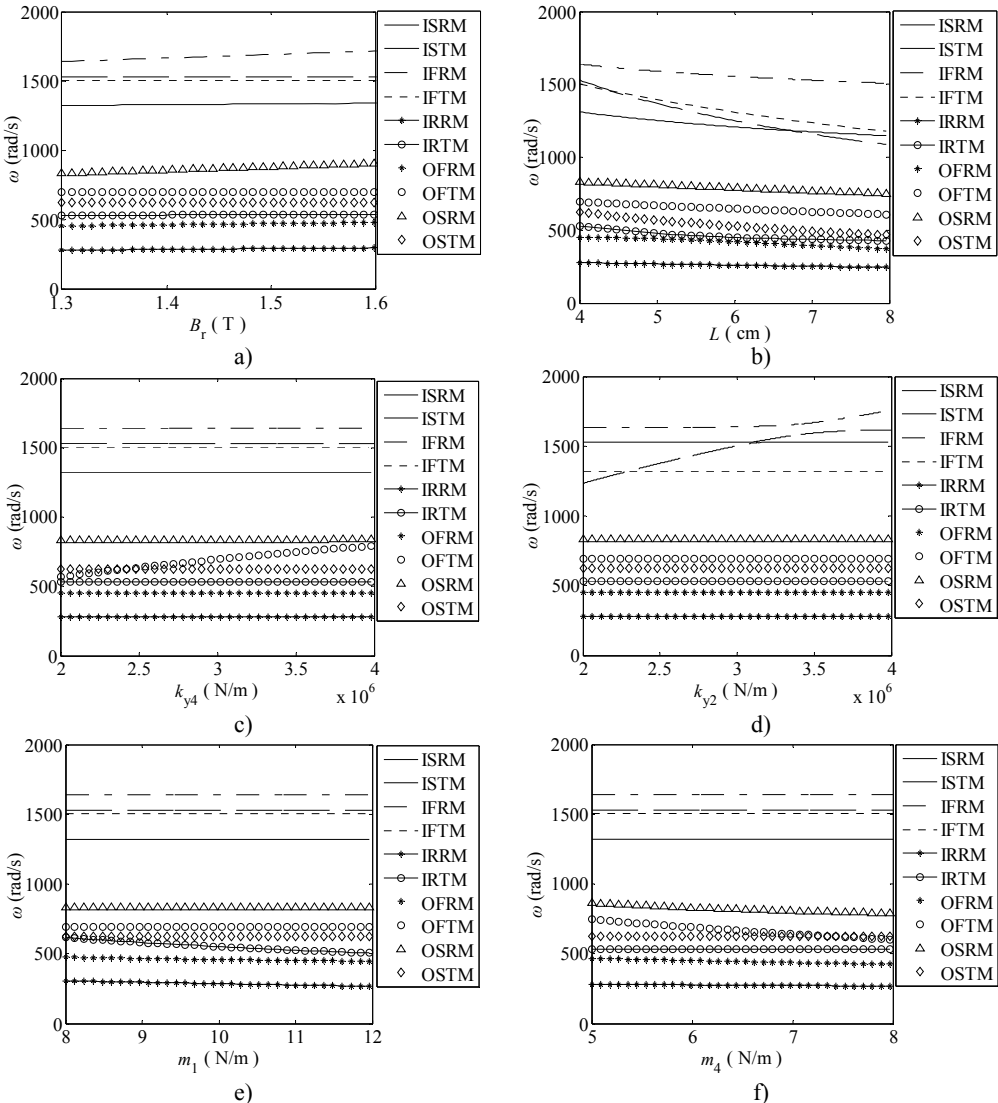 2000
1500
1000
500
0
ω (rad/s)
1.3 1.4 1.5 1.6
B_r ( T )
ISRM
ISTM
IFRM
IFTM
IRRM
IRTM
OFRM
OFTM
OSRM
OSTM
a)
2000
1500
1000
500
0
ω (rad/s)
4 5 6 7 8
L ( cm )
ISRM
ISTM
IFRM
IFTM
IRRM
IRTM
OFRM
OFTM
OSRM
OSTM
b)
2000
1500
1000
500
0
ω (rad/s)
2 2.5 3 3.5 4
k_y4 ( N/m )
x 10^6
ISRM
ISTM
IFRM
IFTM
IRRM
IRTM
OFRM
OFTM
OSRM
OSTM
c)
2000
1500
1000
500
0
ω (rad/s)
2 2.5 3 3.5 4
k_y2 ( N/m )
x 10^6
ISRM
ISTM
IFRM
IFTM
IRRM
IRTM
OFRM
OFTM
OSRM
OSTM
d)
2000
1500
1000
500
0
ω (rad/s)
8 9 10 11 12
m_1 ( N/m )
ISRM
ISTM
IFRM
IFTM
IRRM
IRTM
OFRM
OFTM
OSRM
OSTM
e)
2000
1500
1000
500
0
ω (rad/s)
5 6 7 8
m_4 ( N/m )
ISRM
ISTM
IFRM
IFTM
IRRM
IRTM
OFRM
OFTM
OSRM
OSTM
f)